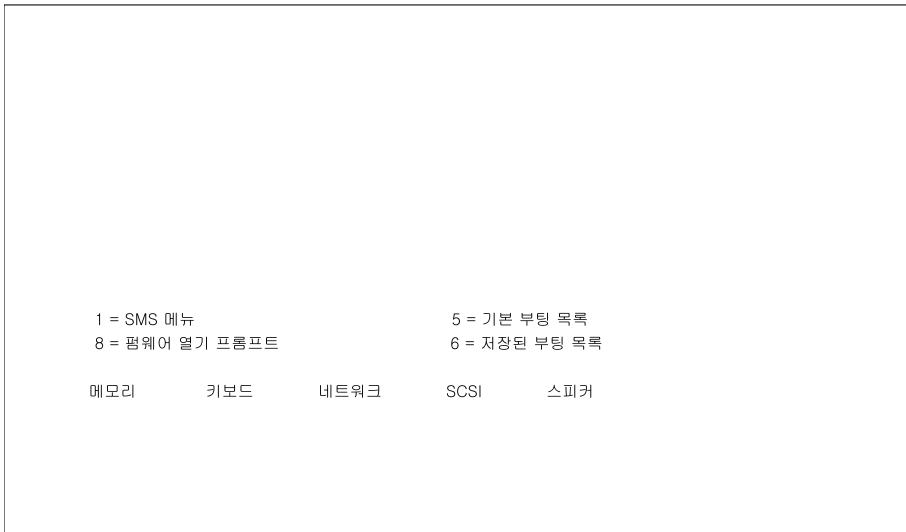 1 = SMS 메뉴 5 = 기본 부팅 목록
8 = 펌웨어 열기 프롬프트 6 = 저장된 부팅 목록
메모리 키보드 네트워크 SCSI 스피커